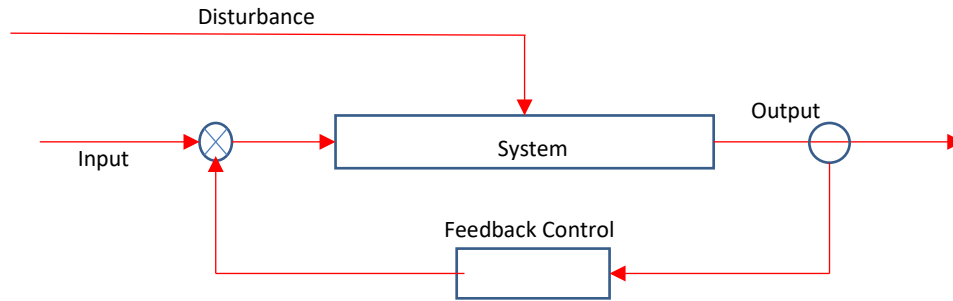 Disturbance
Output
Input
System
Feedback Control